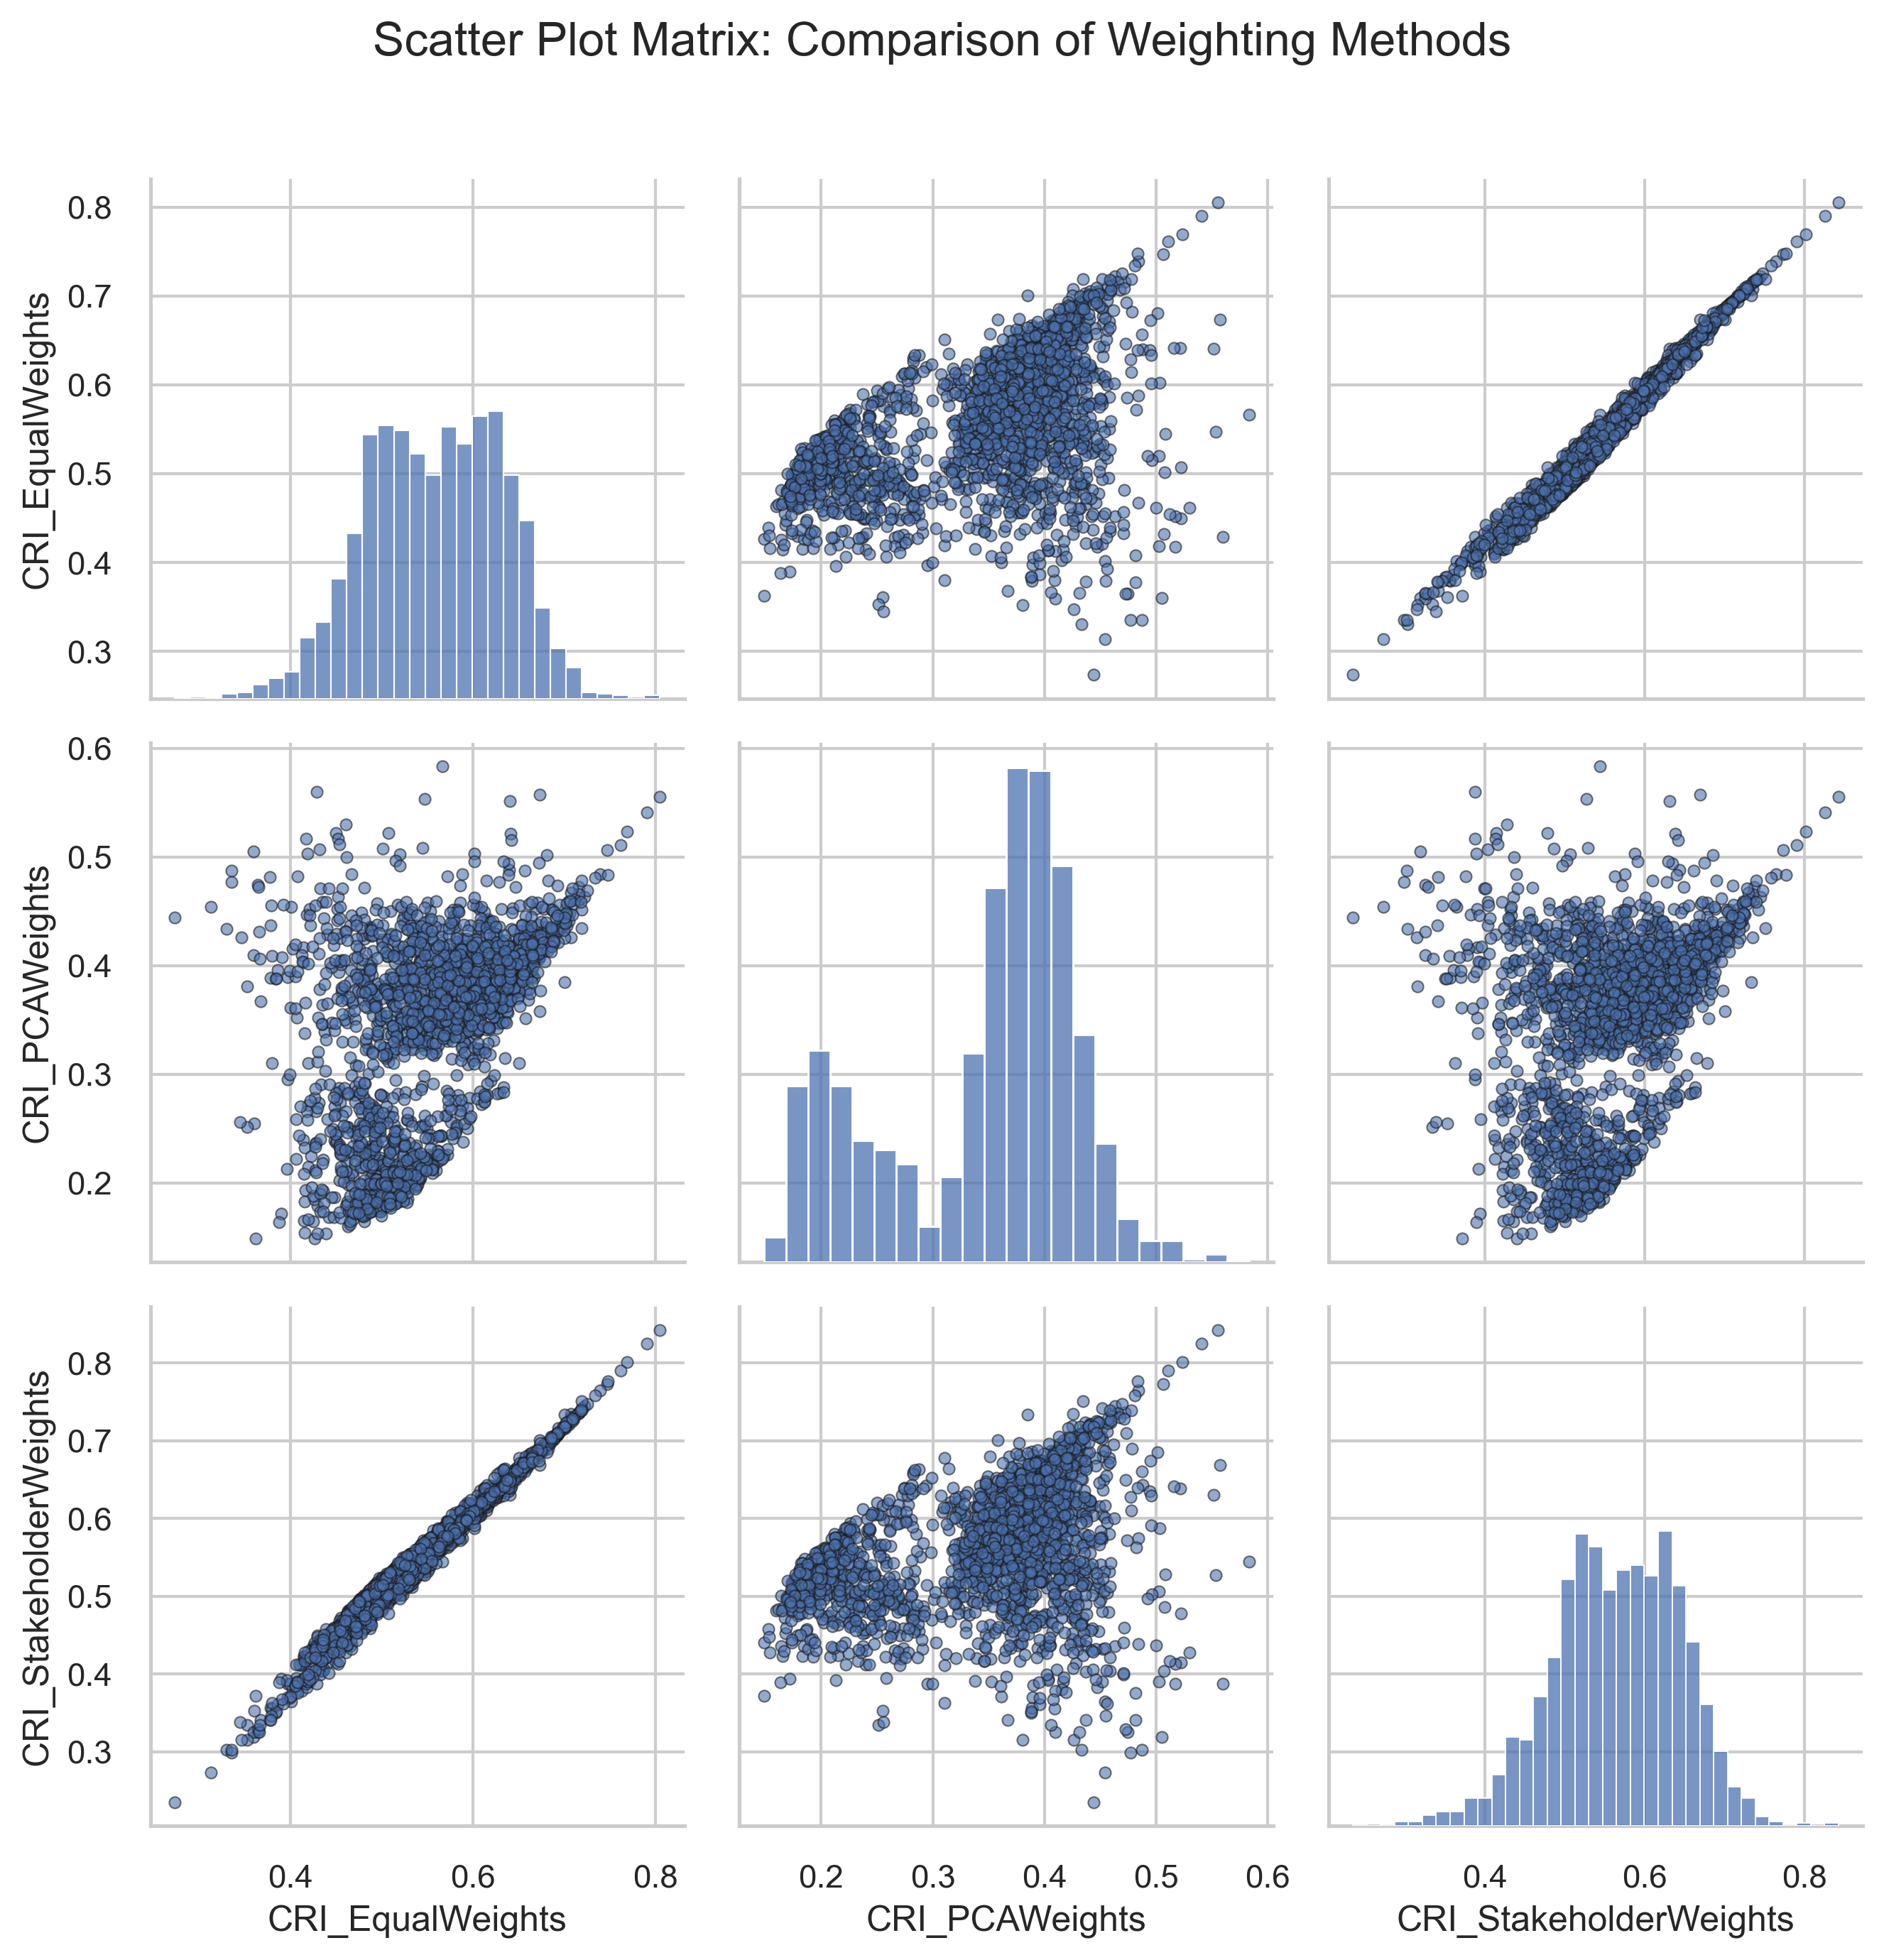 Scatter Plot Matrix: Comparison of Weighting Methods
CRI_EqualWeights
0.8
0.7
0.6
0.5
0.4
0.3
CRI_PCAWeights
0.6
0.5
0.4
0.3
0.2
CRI_StakeholderWeights
0.8
0.7
0.6
0.5
0.4
0.3
0.4 0.6 0.8 0.2 0.3 0.4 0.5 0.6 0.4 0.6 0.8
CRI_EqualWeights CRI_PCAWeights CRI_StakeholderWeights